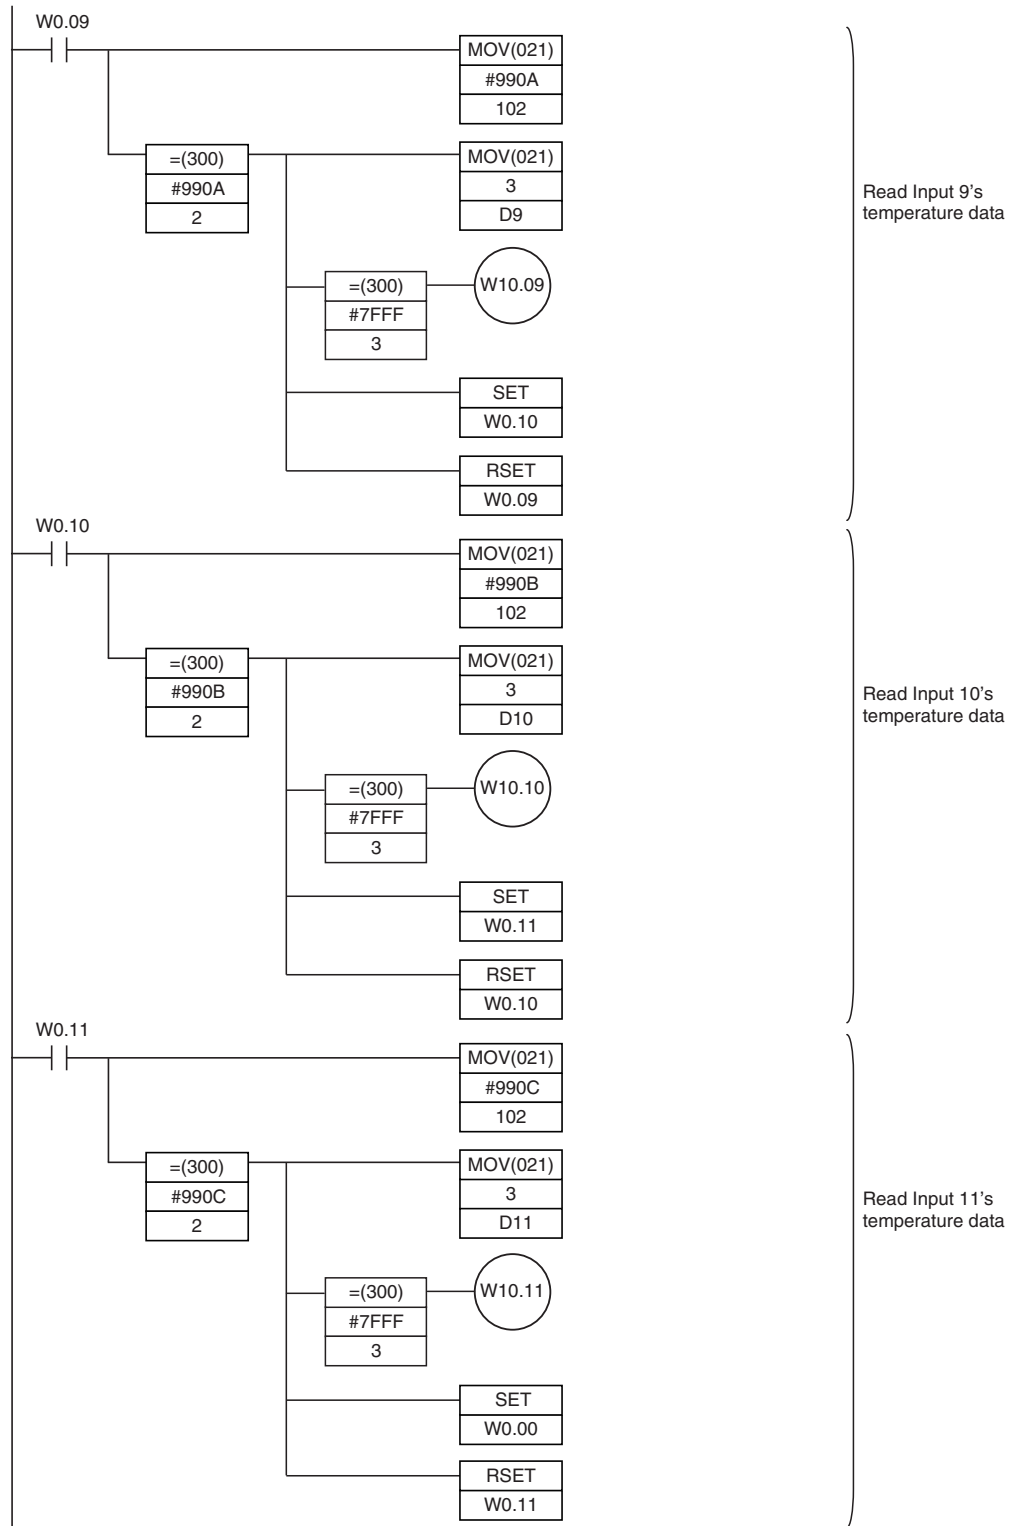 W0.09
MOV(021)
#990A
102
=(300)
#990A
2
MOV(021)
3
D9
Read Input 9's
temperature data
=(300)
#7FFF
3
W10.09
SET
W0.10
RSET
W0.09
W0.10
MOV(021)
#990B
102
=(300)
#990B
2
MOV(021)
3
D10
Read Input 10's
temperature data
=(300)
#7FFF
3
W10.10
SET
W0.11
RSET
W0.10
W0.11
MOV(021)
#990C
102
=(300)
#990C
2
MOV(021)
3
D11
Read Input 11's
temperature data
=(300)
#7FFF
3
W10.11
SET
W0.00
RSET
W0.11